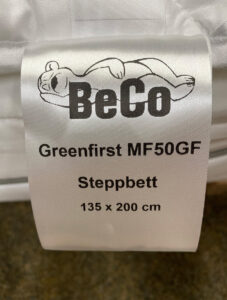 BeCo
Greenfirst MF50GF
Steppbett
135 x 200 cm